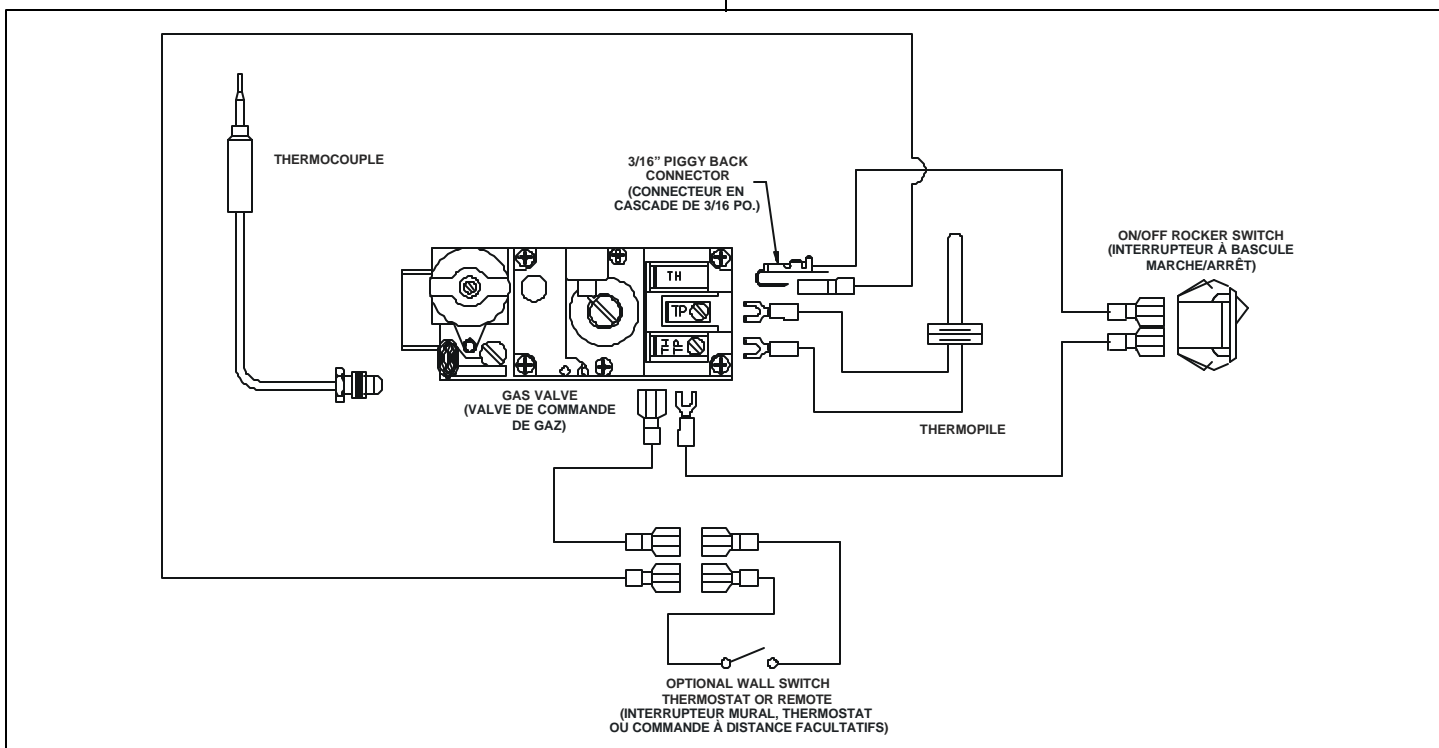 THERMOCOUPLE
3/16” PIGGY BACK
CONNECTOR
(CONNECTEUR EN
CASCADE DE 3/16 PO.)
ON/OFF ROCKER SWITCH
(INTERRUPTEUR À BASCULE
MARCHE/ARRÊT)
TH
TP
TH
TP
GAS VALVE
(VALVE DE COMMANDE
DE GAZ)
THERMOPILE
OPTIONAL WALL SWITCH
THERMOSTAT OR REMOTE
(INTERRUPTEUR MURAL, THERMOSTAT
OU COMMANDE À DISTANCE FACULTATIFS)